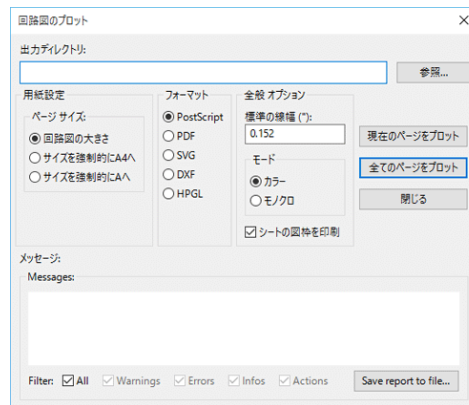 回路図のプロット
出力ディレクトリ:
参照...
用紙設定
ページ サイズ:
回路図の大きさ
サイズを強制的にA4へ
サイズを強制的にAへ
フォーマット
PostScript
PDF
SVG
DXF
HPGL
全般 オプション
標準の線幅 ("):
0.152
モード
カラー
モノクロ
シートの図枠を印刷
現在のページをプロット
全てのページをプロット
閉じる
メッセージ:
Messages:
Filter: All Warnings Errors Infos Actions Save report to file...